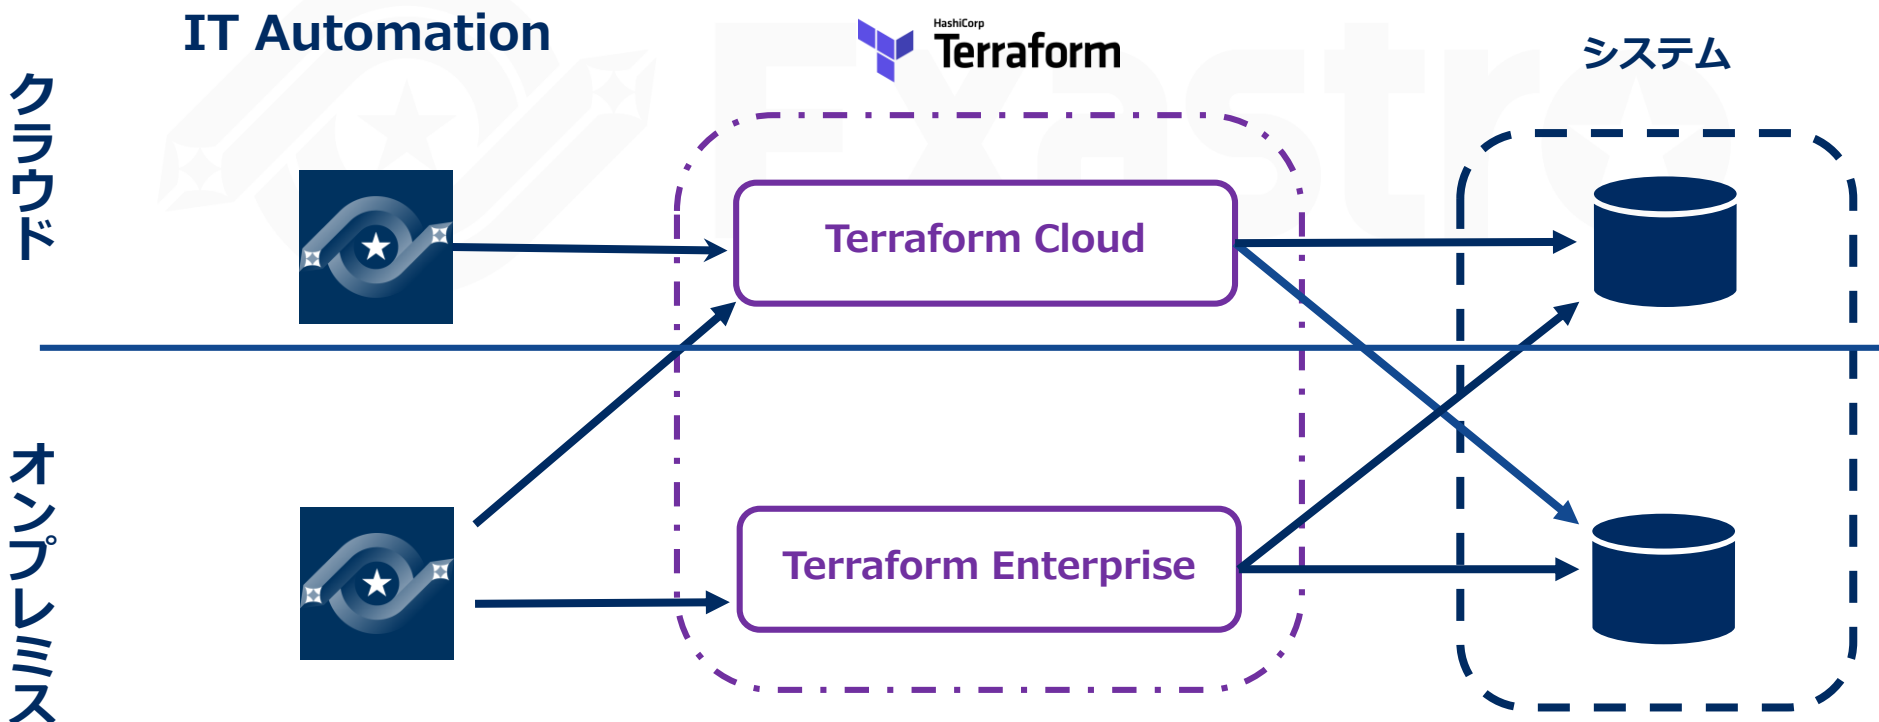 IT Automation
HashiCorp
Terraform
システム
クラウド
Exastro
Terraform Cloud
オンプレミス
Terraform Enterprise